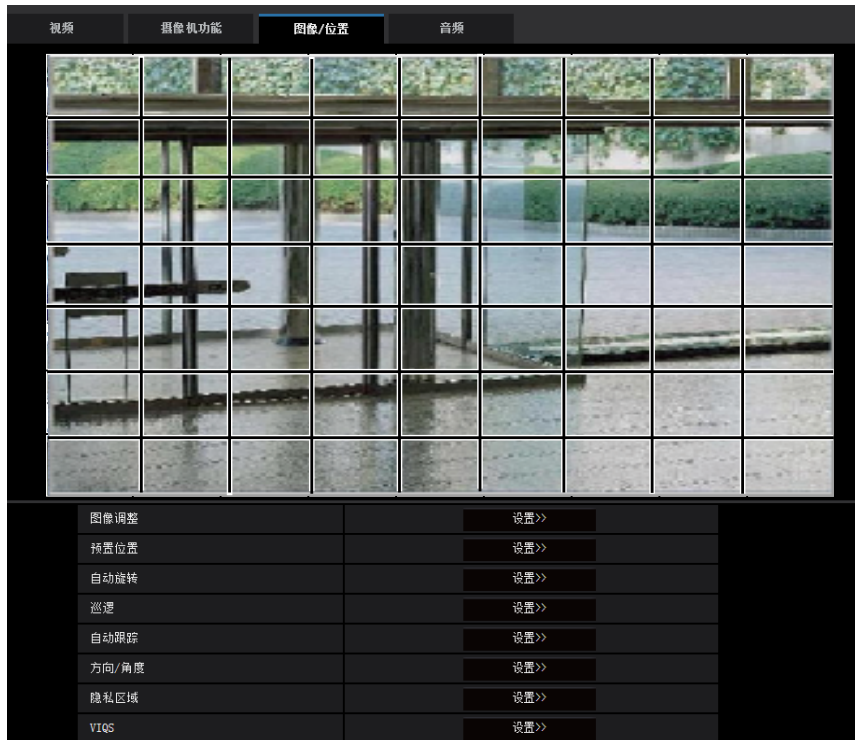 视频 摄像机功能 图像/位置 音频
图像调整 设置>>
预置位置 设置>>
自动旋转 设置>>
巡逻 设置>>
自动跟踪 设置>>
方向/角度 设置>>
隐私区域 设置>>
VIQS 设置>>